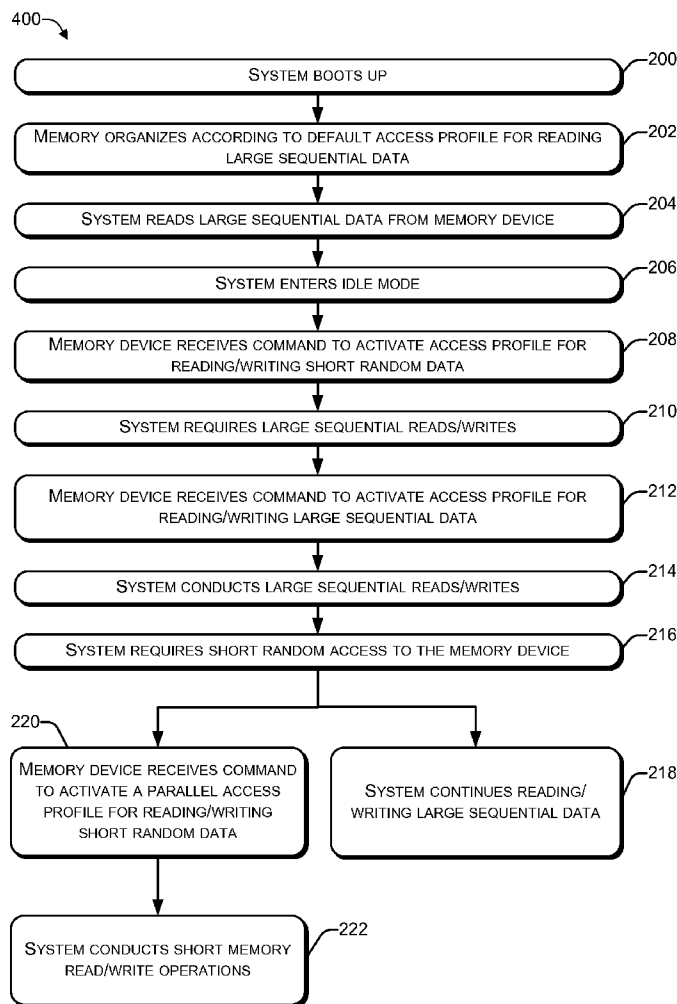 400
SYSTEM BOOTS UP
200
MEMORY ORGANIZES ACCORDING TO DEFAULT ACCESS PROFILE FOR READING
LARGE SEQUENTIAL DATA
202
SYSTEM READS LARGE SEQUENTIAL DATA FROM MEMORY DEVICE
204
SYSTEM ENTERS IDLE MODE
206
MEMORY DEVICE RECEIVES COMMAND TO ACTIVATE ACCESS PROFILE FOR
READING/WRITING SHORT RANDOM DATA
208
SYSTEM REQUIRES LARGE SEQUENTIAL READS/WRITES
210
MEMORY DEVICE RECEIVES COMMAND TO ACTIVATE ACCESS PROFILE FOR
READING/WRITING LARGE SEQUENTIAL DATA
212
SYSTEM CONDUCTS LARGE SEQUENTIAL READS/WRITES
214
SYSTEM REQUIRES SHORT RANDOM ACCESS TO THE MEMORY DEVICE
216
220
MEMORY DEVICE RECEIVES COMMAND
TO ACTIVATE A PARALLEL ACCESS
PROFILE FOR READING/WRITING
SHORT RANDOM DATA
SYSTEM CONTINUES READING/
WRITING LARGE SEQUENTIAL DATA
218
SYSTEM CONDUCTS SHORT MEMORY
READ/WRITE OPERATIONS
222